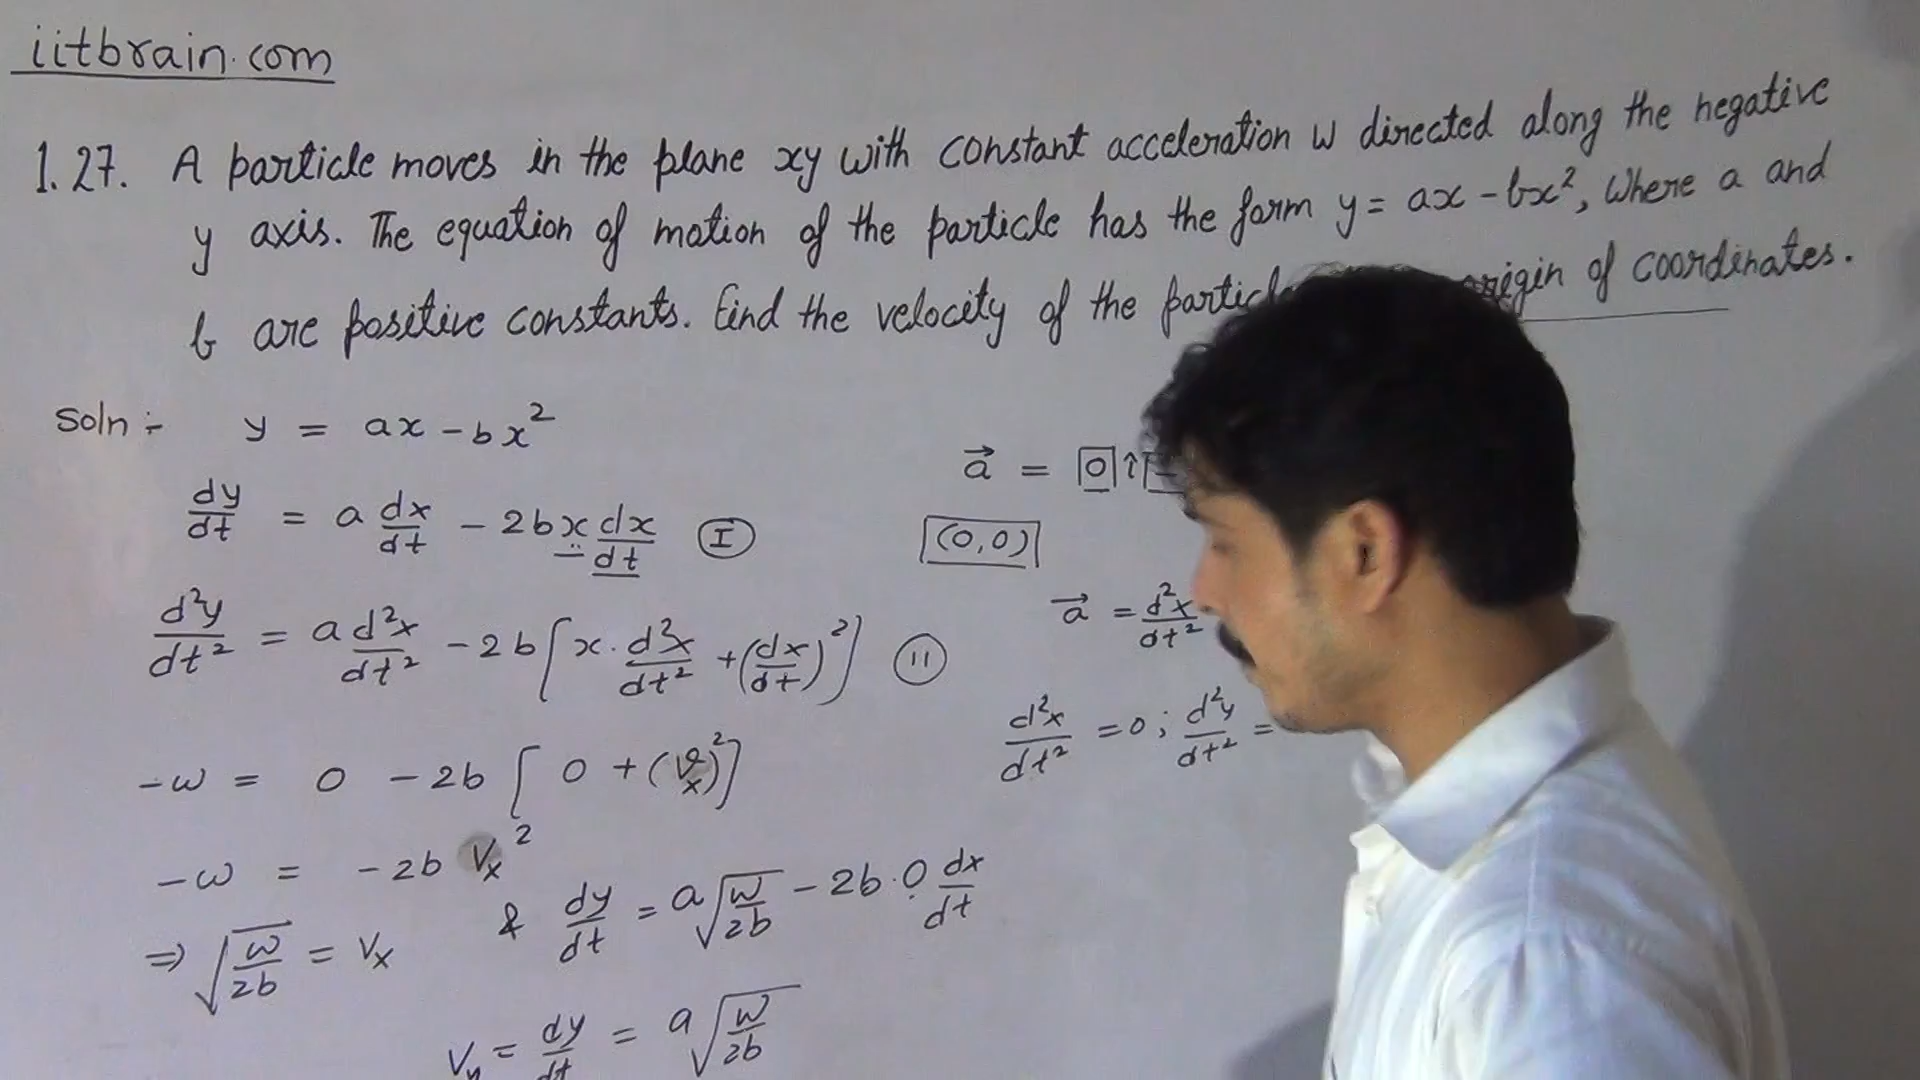 iitbrain.com
1.27. A particle moves in the plane xy with constant acceleration w directed along the negative
y axis. The equation of motion of the particle has the form y = ax - bx², Where a and
b are positive constants. Find the velocity of the origin of coordinates.
Soln :- y = ax - bx²
a⃗ = 0 ↑
dy/dt = a dx/dt - 2bx dx/dt (I)
(0,0)
d²y/dt² = a d²x/dt² - 2b [x. d²x/dt² + (dx/dt)²] (II)
a⃗ = d²x/dt²
d²x/dt² = 0 ; d²y/dt² =
-w = 0 - 2b [0 + (vx)²]
-w = -2b Vx²
⇒ √(w/2b) = Vx
& dy/dt = a√(w/2b) - 2b.0 dx/dt
Vy = dy/dt = a√(w/2b)